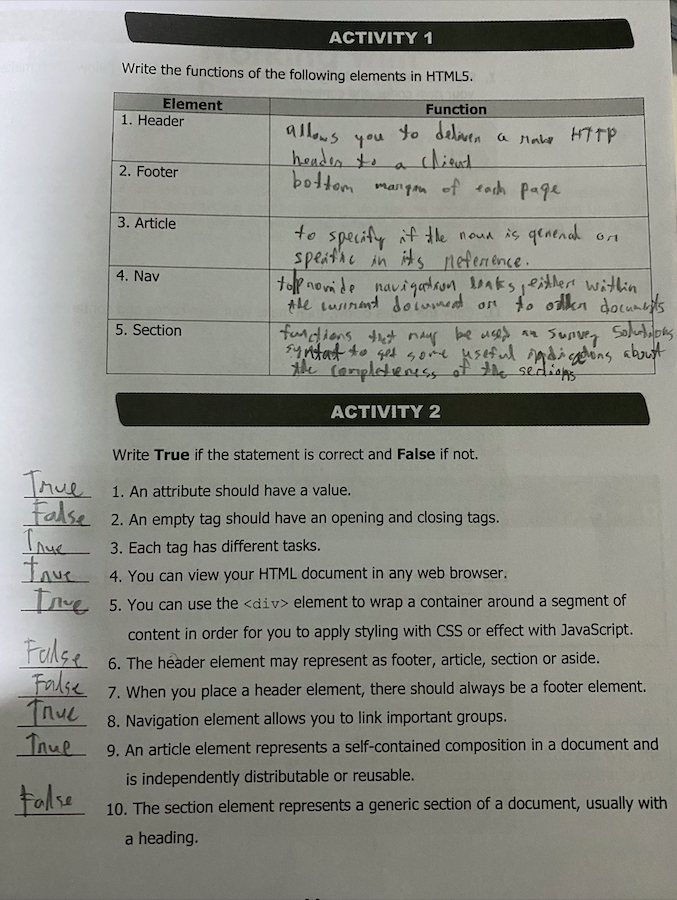 ACTIVITY 1
Write the functions of the following elements in HTML5.
Element Function
1. Header
allows you to deliver a HTTP
header to a client
2. Footer
bottom margin of each page
3. Article
to specify if the noun is general or
specific in its reference.
4. Nav
to provide navigation links, either within
the current document or to other documents
5. Section
functions that may be used in Survey Solutions
syntax to get some useful indications about
the completeness of the sections
ACTIVITY 2
Write True if the statement is correct and False if not.
True 1. An attribute should have a value.
False 2. An empty tag should have an opening and closing tags.
True 3. Each tag has different tasks.
True 4. You can view your HTML document in any web browser.
True 5. You can use the <div> element to wrap a container around a segment of
content in order for you to apply styling with CSS or effect with JavaScript.
False 6. The header element may represent as footer, article, section or aside.
False 7. When you place a header element, there should always be a footer element.
True 8. Navigation element allows you to link important groups.
True 9. An article element represents a self-contained composition in a document and
is independently distributable or reusable.
False 10. The section element represents a generic section of a document, usually with
a heading.